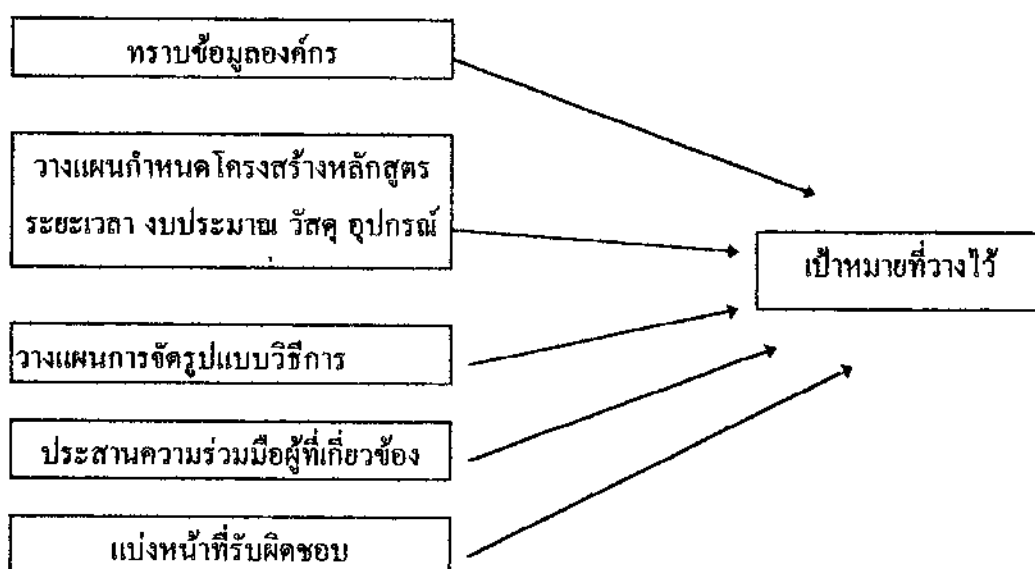 ทราบข้อมูลองค์กร
วางแผนกำหนดโครงสร้างหลักสูตร
ระยะเวลา งบประมาณ วัสดุ อุปกรณ์
เป้าหมายที่วางไว้
วางแผนการจัดรูปแบบวิธีการ
ประสานความร่วมมือผู้ที่เกี่ยวข้อง
แบ่งหน้าที่รับผิดชอบ